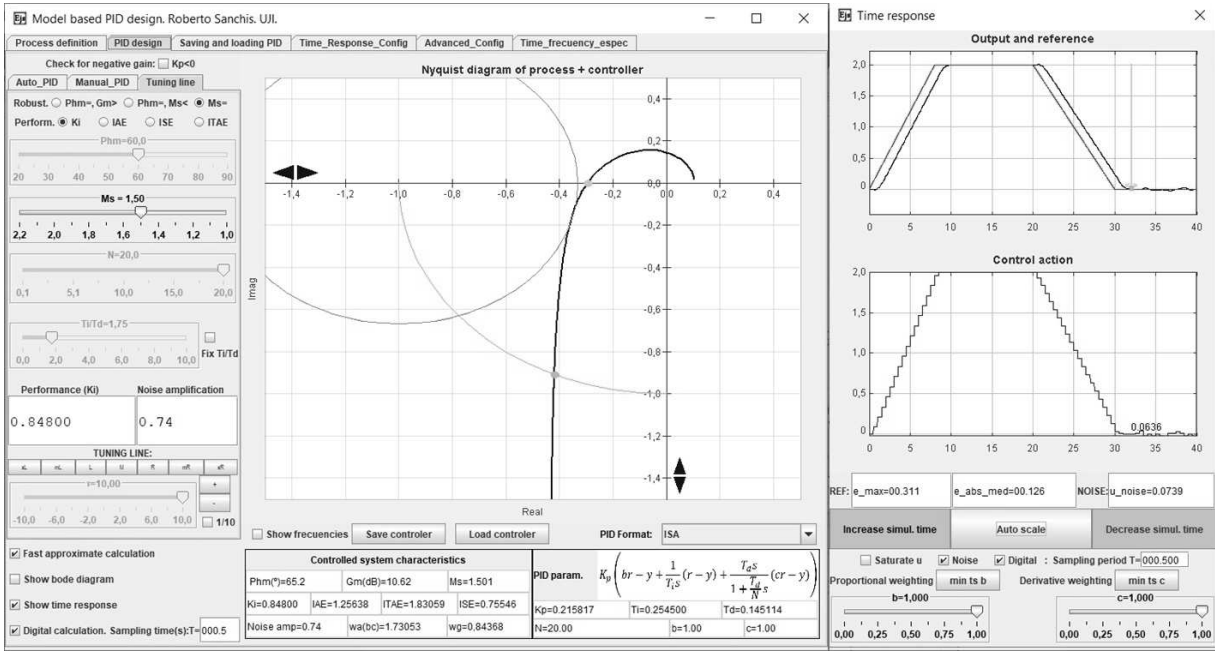 Model based PID design. Roberto Sanchis. UJI.
Process definition PID design Saving and loading PID Time_Response_Config Advanced_Config Time_frecuency_espec
Check for negative gain: Kp<0
Auto_PID Manual_PID Tuning line
Robust. Phm=, Gm> Phm=, Ms< Ms=
Perform. Ki IAE ISE ITAE
Phm=60,0
20 30 40 50 60 70 80 90
Ms = 1,50
2,2 2,0 1,8 1,6 1,4 1,2 1,0
N=20,0
0,1 5,1 10,0 15,0 20,0
Ti/Td=1,75
0,0 2,0 4,0 6,0 8,0 10,0
Fix Ti/Td
Performance (Ki) Noise amplification
0.84800 0.74
TUNING LINE:
xL mL L M R mR xR
r=10,00
-10,0 -6,0 -2,0 2,0 6,0 10,0
+
-
1/10
Fast approximate calculation
Show bode diagram
Show time response
Digital calculation. Sampling time(s):T= 000.5
Nyquist diagram of process + controller
0,4
0,2
0,0
-0,2
-0,4
-0,6
-0,8
-1,0
-1,2
-1,4
-1,4 -1,2 -1,0 -0,8 -0,6 -0,4 -0,2 0,0 0,2 0,4
Imag
Real
Show frecuencies Save controler Load controler PID Format: ISA
Controlled system characteristics
Phm(º)=65.2 Gm(dB)=10.62 Ms=1.501
Ki=0.84800 IAE=1.25638 ITAE=1.83059 ISE=0.75546
Noise amp=0.74 wa(bc)=1.73053 wg=0.84368
PID param. K_p(br − y + 1/(T_i s)(r − y) + T_d s/(1 + (T_d/N)s)(cr − y))
Kp=0.215817 Ti=0.254500 Td=0.145114
N=20.00 b=1.00 c=1.00
Time response
Output and reference
2,0
1,5
1,0
0,5
0
0 5 10 15 20 25 30 35 40
Control action
2,0
1,5
1,0
0,5
0
0.0636
0 5 10 15 20 25 30 35 40
REF: e_max=00.311 e_abs_med=00.126 NOISE: u_noise=0.0739
Increase simul. time Auto scale Decrease simul. time
Saturate u Noise Digital : Sampling period T= 000.500
Proportional weighting min ts b Derivative weighting min ts c
b=1,000 c=1,000
0,00 0,25 0,50 0,75 1,00 0,00 0,25 0,50 0,75 1,00